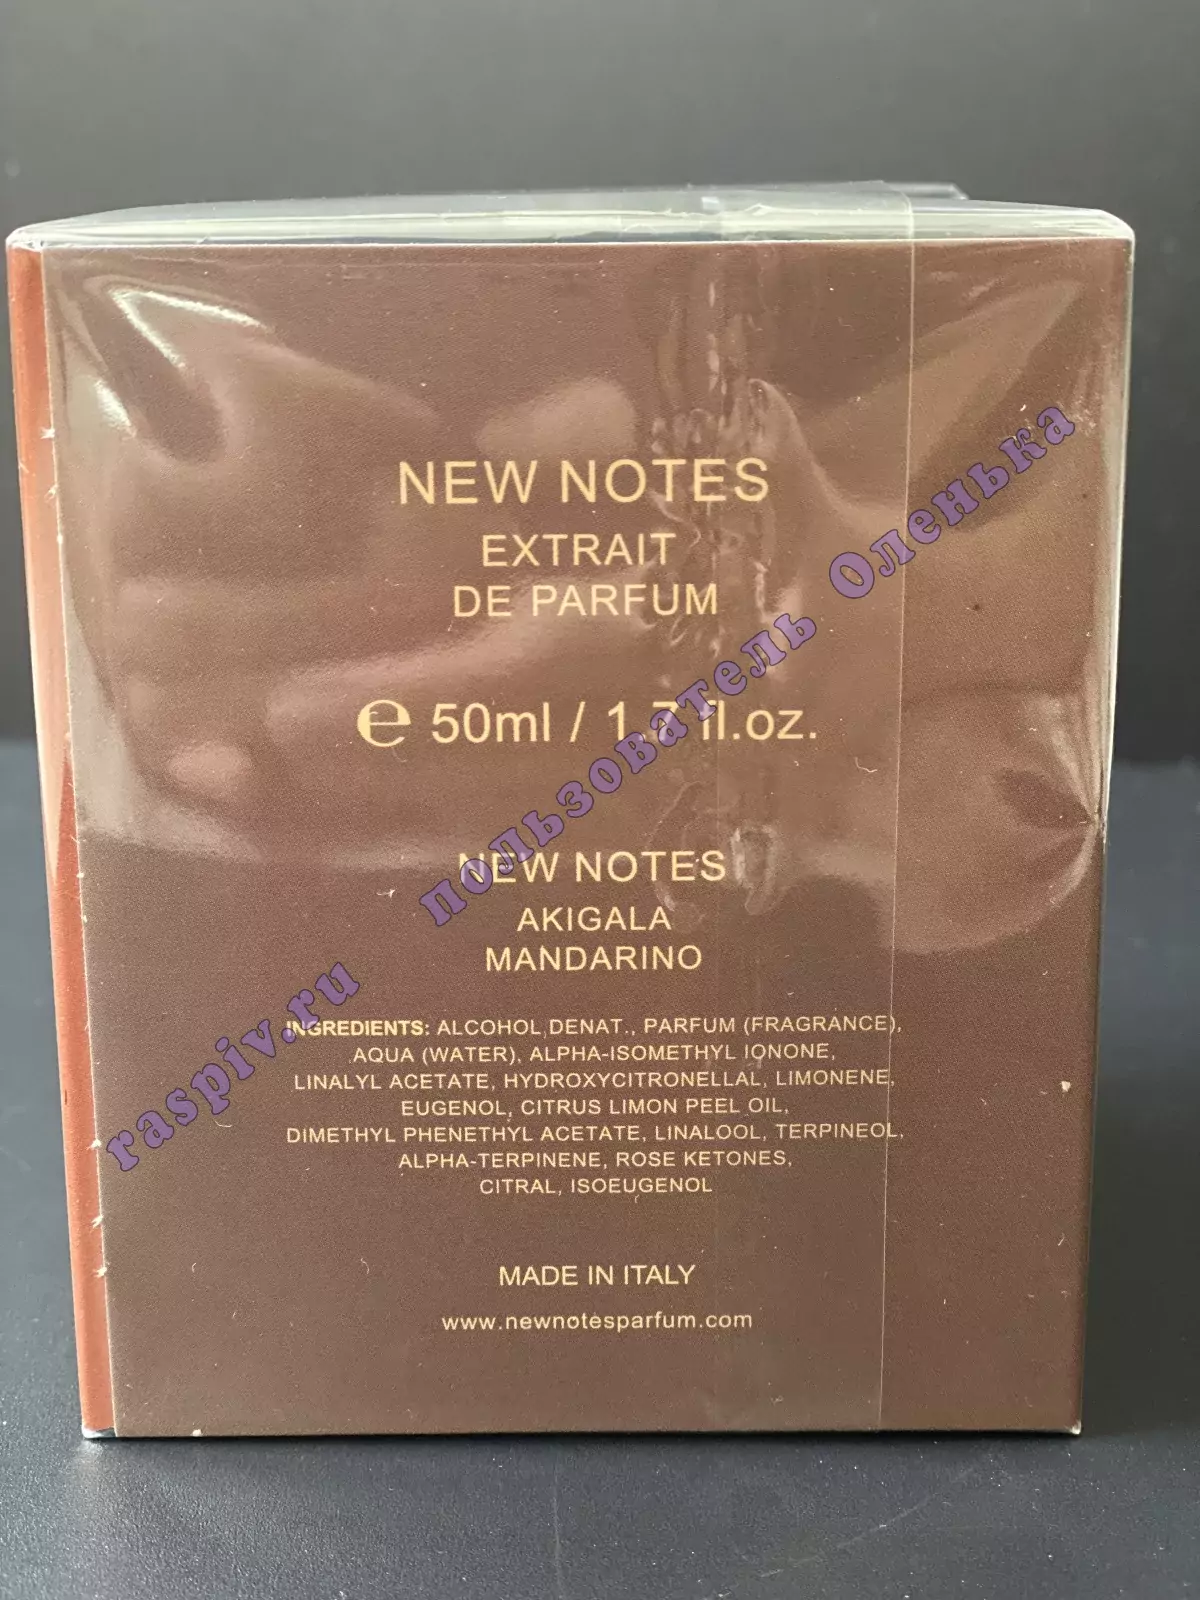 NEW NOTES
EXTRAIT
DE PARFUM
e 50ml / 1.7 fl.oz.
NEW NOTES
AKIGALA
MANDARINO
INGREDIENTS: ALCOHOL DENAT., PARFUM (FRAGRANCE),
AQUA (WATER), ALPHA-ISOMETHYL IONONE,
LINALYL ACETATE, HYDROXYCITRONELLAL, LIMONENE,
EUGENOL, CITRUS LIMON PEEL OIL,
DIMETHYL PHENETHYL ACETATE, LINALOOL, TERPINEOL,
ALPHA-TERPINENE, ROSE KETONES,
CITRAL, ISOEUGENOL
MADE IN ITALY
www.newnotesparfum.com
raspiv.ru пользователь Оленька